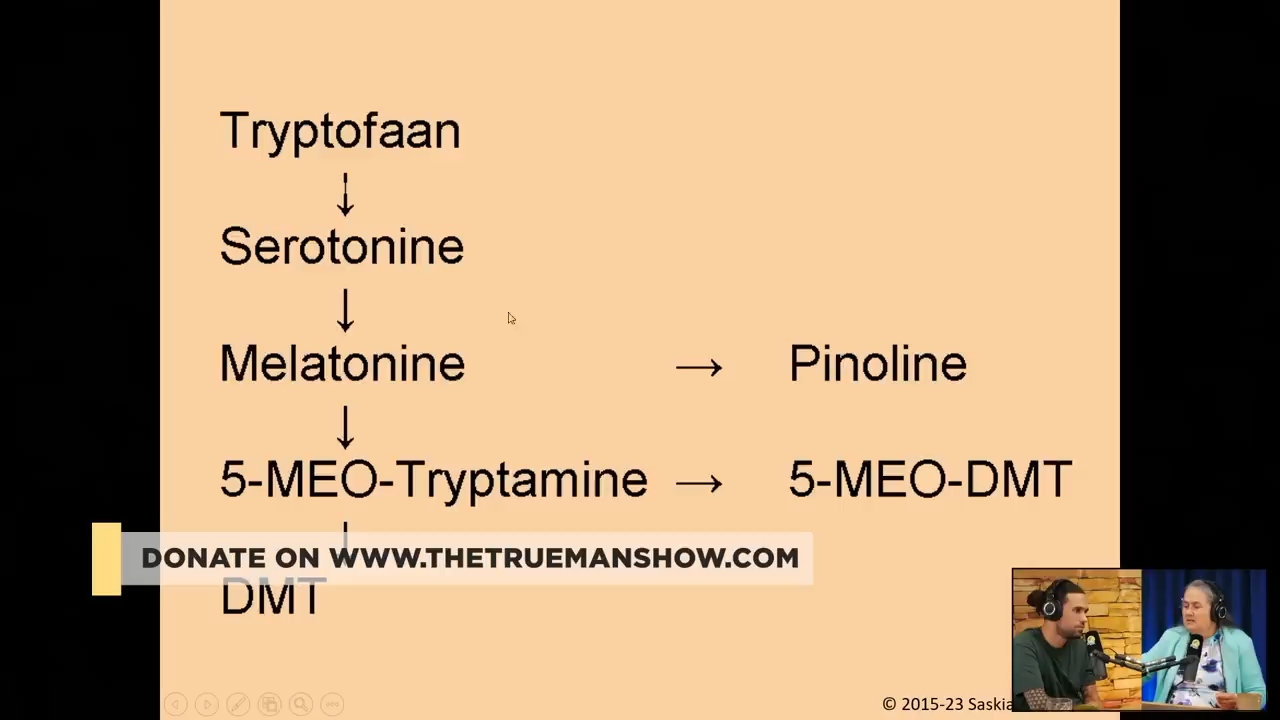 Tryptofaan
↓
Serotonine
↓
Melatonine → Pinoline
↓
5-MEO-Tryptamine → 5-MEO-DMT
DONATE ON WWW.THETRUEMANSHOW.COM
DMT
© 2015-23 Saskia